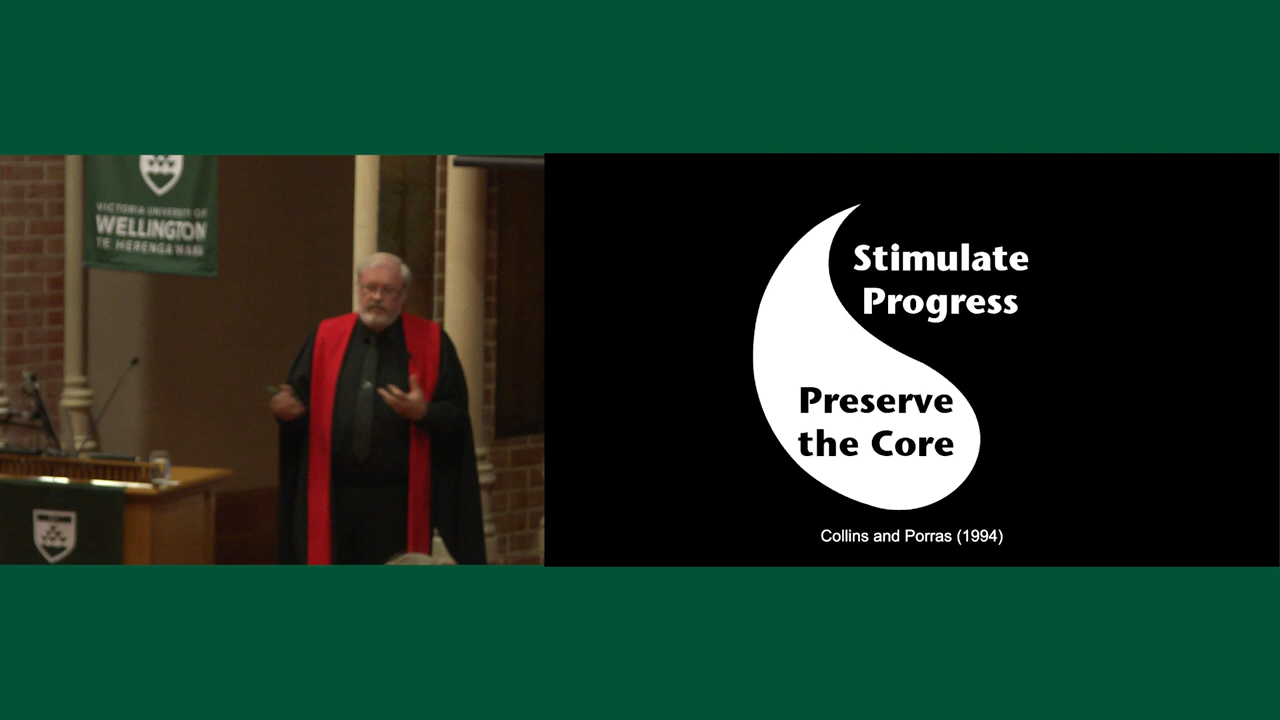 VICTORIA UNIVERSITY OF
WELLINGTON
TE HERENGA WAKA
Stimulate
Progress
Preserve
the Core
Collins and Porras (1994)